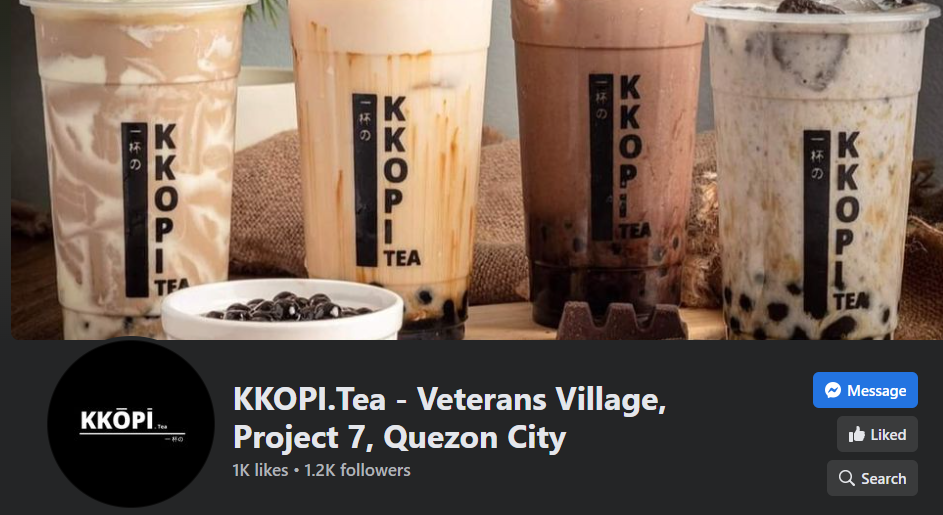 一杯の
KKOPI
TEA
一杯の
KKOPI
TEA
一杯の
KKOPI
TEA
一杯の
KKOPI
TEA
KKŌPĪ.Tea
一杯の
KKOPI.Tea - Veterans Village,
Project 7, Quezon City
1K likes • 1.2K followers
Message
Liked
Search